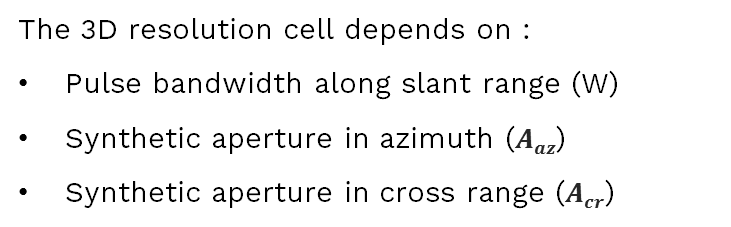 The 3D resolution cell depends on :
• Pulse bandwidth along slant range (W)
• Synthetic aperture in azimuth (A_az)
• Synthetic aperture in cross range (A_cr)